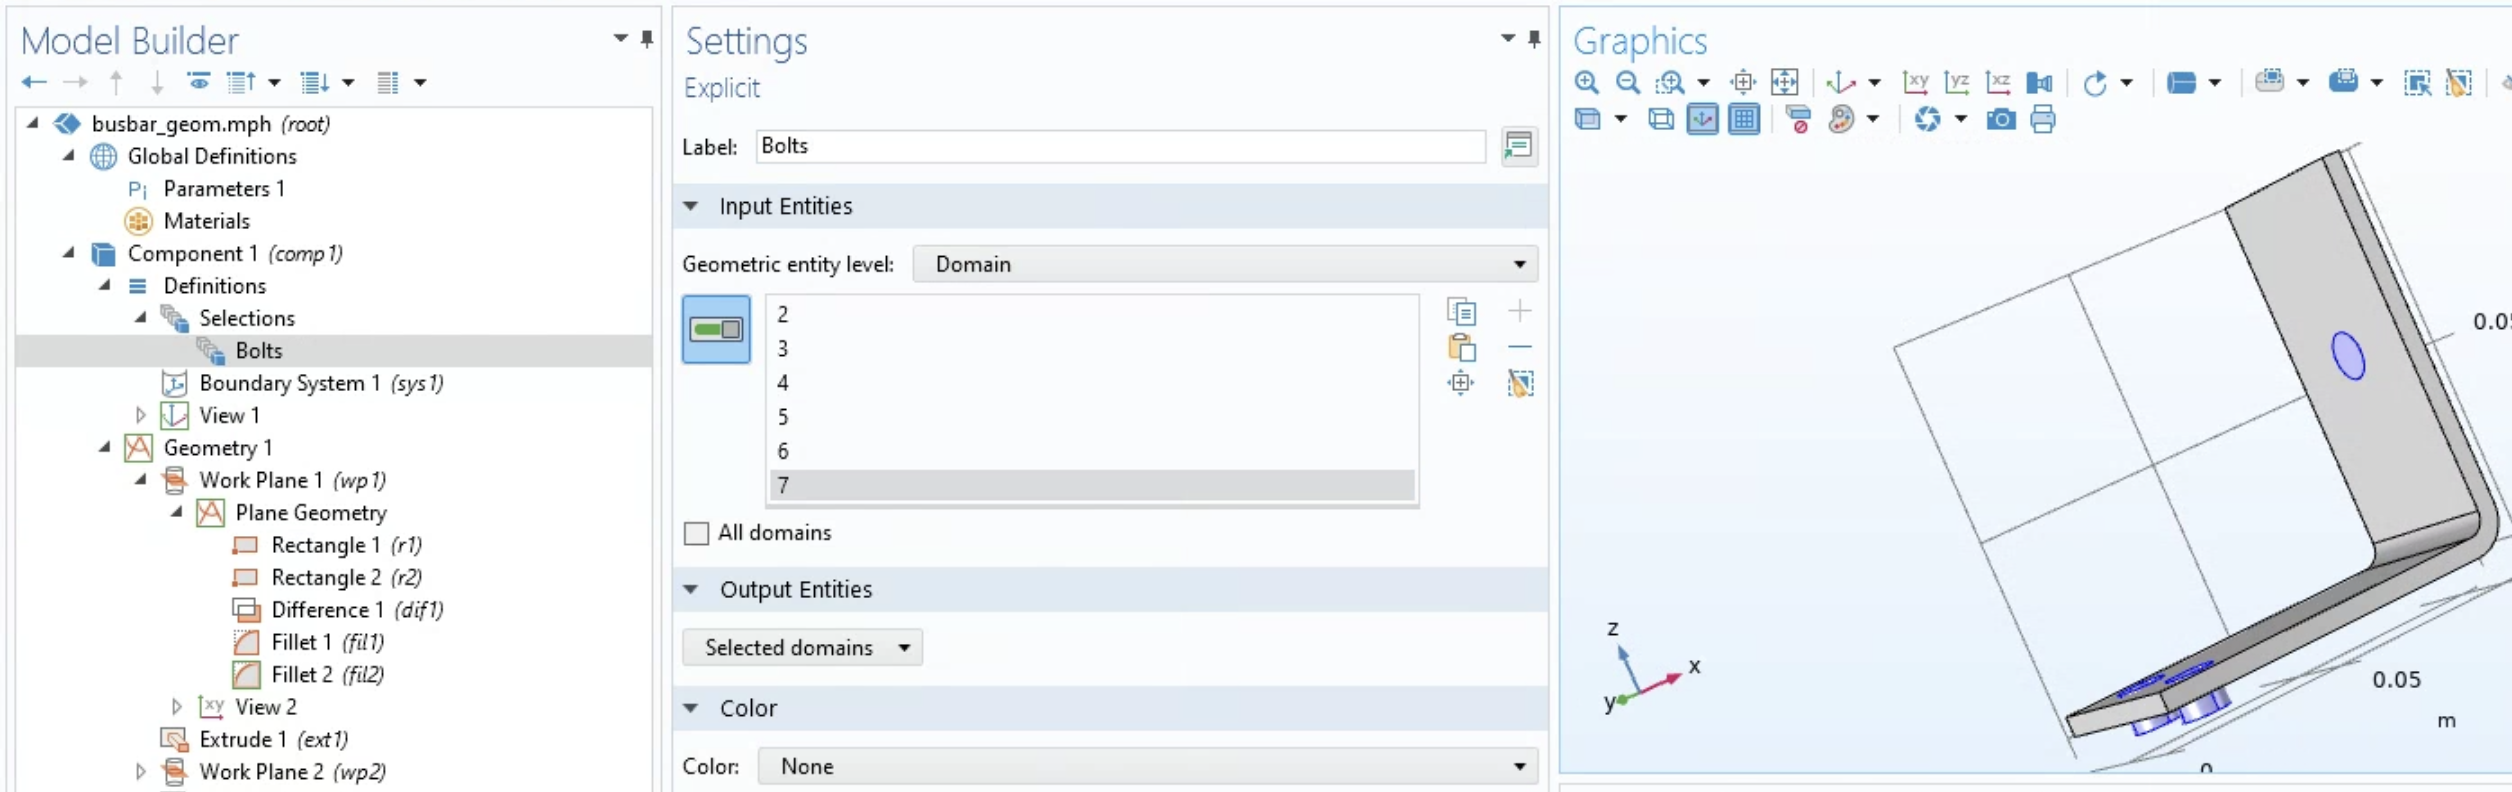 Model Builder
busbar_geom.mph (root)
Global Definitions
Pi Parameters 1
Materials
Component 1 (comp1)
Definitions
Selections
Bolts
Boundary System 1 (sys1)
View 1
Geometry 1
Work Plane 1 (wp1)
Plane Geometry
Rectangle 1 (r1)
Rectangle 2 (r2)
Difference 1 (dif1)
Fillet 1 (fil1)
Fillet 2 (fil2)
xy View 2
Extrude 1 (ext1)
Work Plane 2 (wp2)
Settings
Explicit
Label: Bolts
Input Entities
Geometric entity level: Domain
2
3
4
5
6
7
All domains
Output Entities
Selected domains
Color
Color: None
Graphics
xy yz xz
0.05
z
x
y
0.05
m
0